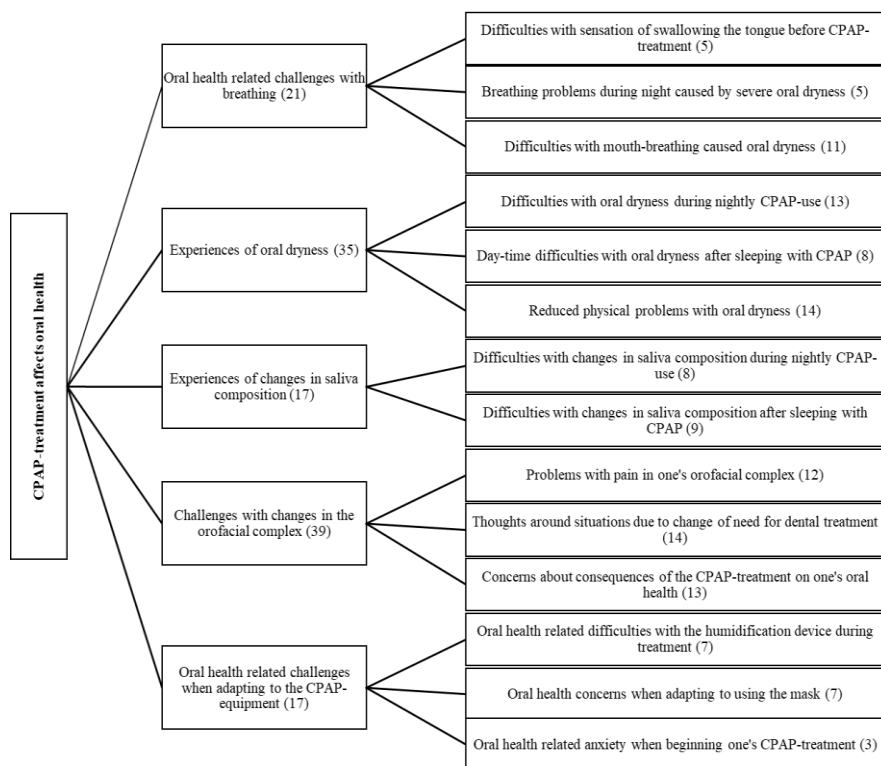 CPAP-treatment affects oral health
Oral health related challenges with
breathing (21)
Difficulties with sensation of swallowing the tongue before CPAP-
treatment (5)
Breathing problems during night caused by severe oral dryness (5)
Difficulties with mouth-breathing caused oral dryness (11)
Experiences of oral dryness (35)
Difficulties with oral dryness during nightly CPAP-use (13)
Day-time difficulties with oral dryness after sleeping with CPAP (8)
Reduced physical problems with oral dryness (14)
Experiences of changes in saliva
composition (17)
Difficulties with changes in saliva composition during nightly CPAP-
use (8)
Difficulties with changes in saliva composition after sleeping with
CPAP (9)
Challenges with changes in the
orofacial complex (39)
Problems with pain in one's orofacial complex (12)
Thoughts around situations due to change of need for dental treatment
(14)
Concerns about consequences of the CPAP-treatment on one's oral
health (13)
Oral health related challenges
when adapting to the CPAP-
equipment (17)
Oral health related difficulties with the humidification device during
treatment (7)
Oral health concerns when adapting to using the mask (7)
Oral health related anxiety when beginning one's CPAP-treatment (3)